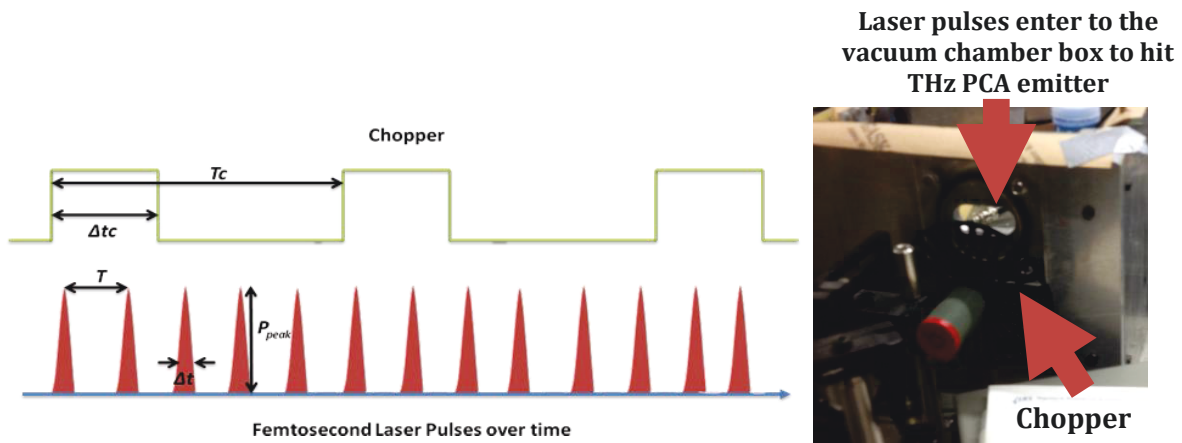 Laser pulses enter to the
vacuum chamber box to hit
THz PCA emitter
Chopper
Tc
Δtc
T
P_peak
Δt
Femtosecond Laser Pulses over time
Chopper